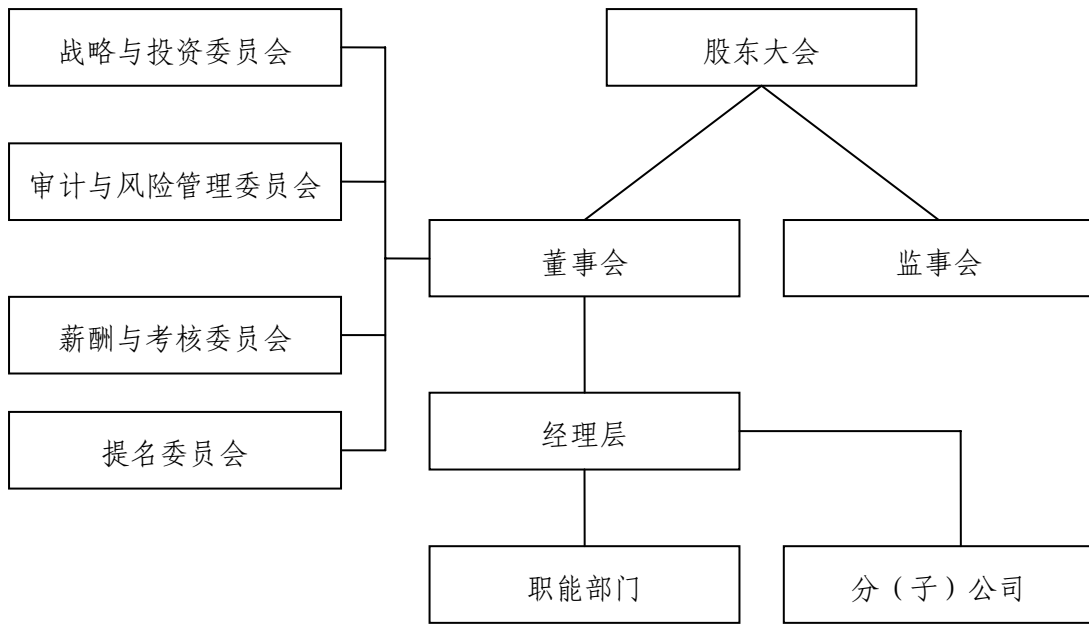 战略与投资委员会
股东大会
审计与风险管理委员会
董事会
监事会
薪酬与考核委员会
经理层
提名委员会
职能部门
分（子）公司